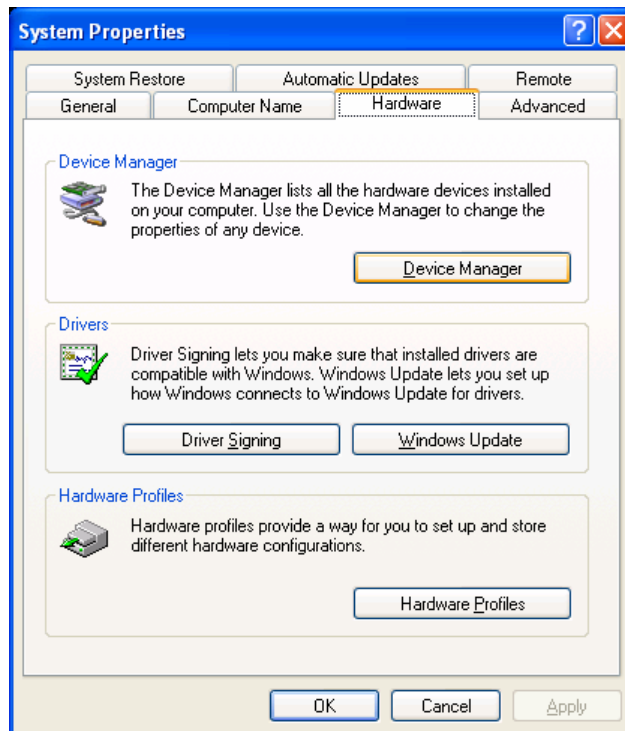 System Properties
System Restore
Automatic Updates
Remote
General
Computer Name
Hardware
Advanced
Device Manager
The Device Manager lists all the hardware devices installed
on your computer. Use the Device Manager to change the
properties of any device.
Device Manager
Drivers
Driver Signing lets you make sure that installed drivers are
compatible with Windows. Windows Update lets you set up
how Windows connects to Windows Update for drivers.
Driver Signing
Windows Update
Hardware Profiles
Hardware profiles provide a way for you to set up and store
different hardware configurations.
Hardware Profiles
OK
Cancel
Apply